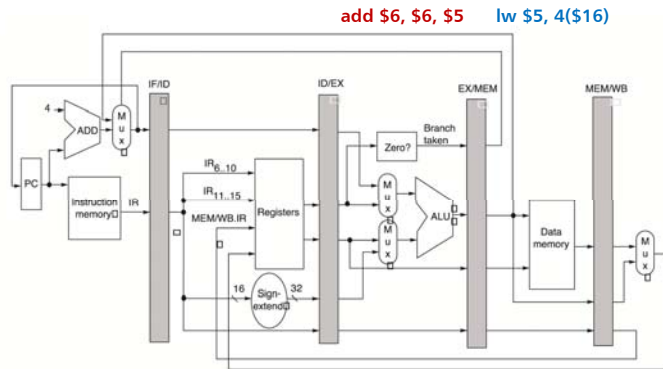 add $6, $6, $5 lw $5, 4($16)
IF/ID
ID/EX
EX/MEM
MEM/WB
4
ADD
M
u
x
Branch
taken
Zero?
IR6..10
IR11..15
MEM/WB.IR
PC
Instruction
memory
IR
Registers
M
u
x
M
u
x
ALU
Data
memory
M
u
x
16
Sign-
extend
32